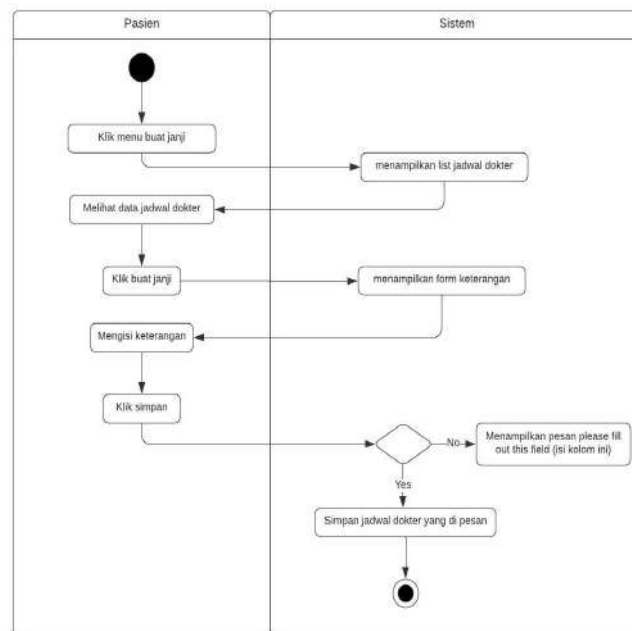 Pasien
Sistem
Klik menu buat janji
menampilkan list jadwal dokter
Melihat data jadwal dokter
Klik buat janji
menampilkan form keterangan
Mengisi keterangan
Klik simpan
No
Menampilkan pesan please fill
out this field (isi kolom ini)
Yes
Simpan jadwal dokter yang di pesan